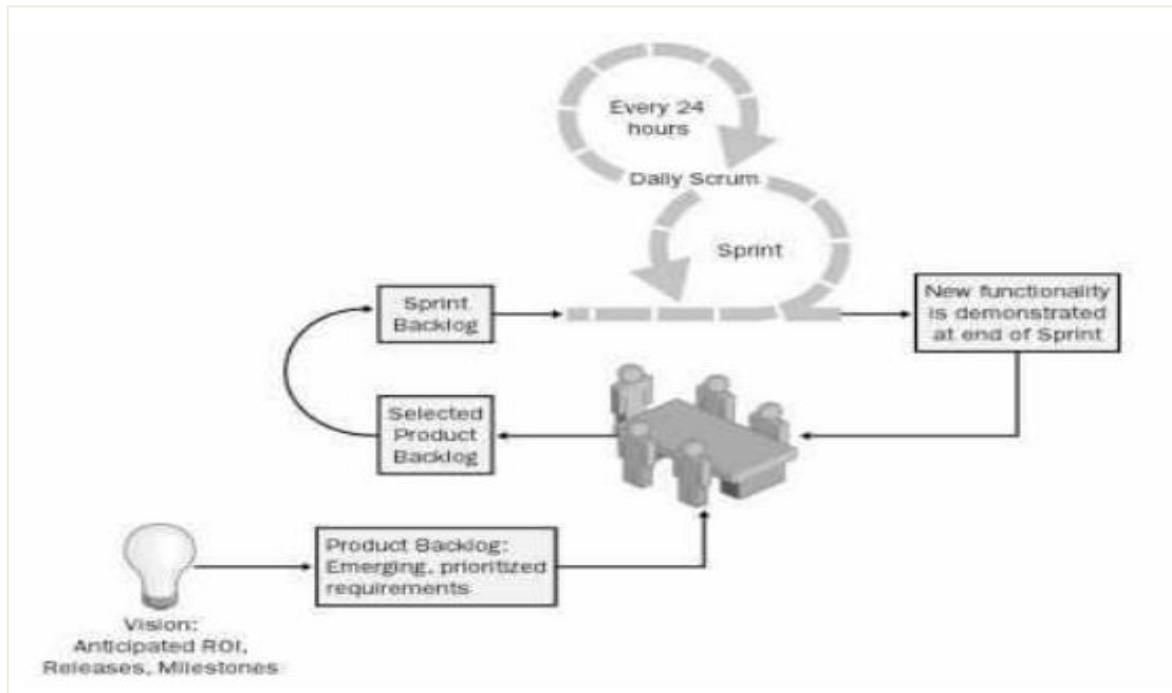 Every 24
hours
Daily Scrum
Sprint
Sprint
Backlog
New functionality
is demonstrated
at end of Sprint
Selected
Product
Backlog
Product Backlog:
Emerging, prioritized
requirements
Vision:
Anticipated ROI,
Releases, Milestones